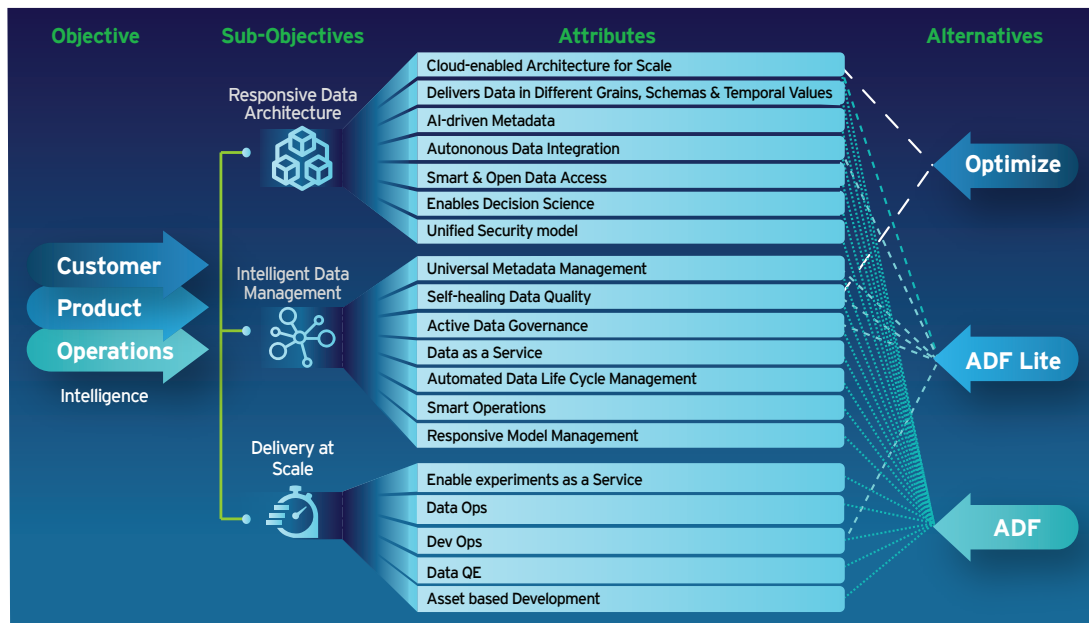 Objective
Sub-Objectives
Attributes
Alternatives
Customer
Product
Operations
Intelligence
Responsive Data
Architecture
Cloud-enabled Architecture for Scale
Delivers Data in Different Grains, Schemas & Temporal Values
AI-driven Metadata
Autononous Data Integration
Smart & Open Data Access
Enables Decision Science
Unified Security model
Intelligent Data
Management
Universal Metadata Management
Self-healing Data Quality
Active Data Governance
Data as a Service
Automated Data Life Cycle Management
Smart Operations
Responsive Model Management
Delivery at
Scale
Enable experiments as a Service
Data Ops
Dev Ops
Data QE
Asset based Development
Optimize
ADF Lite
ADF